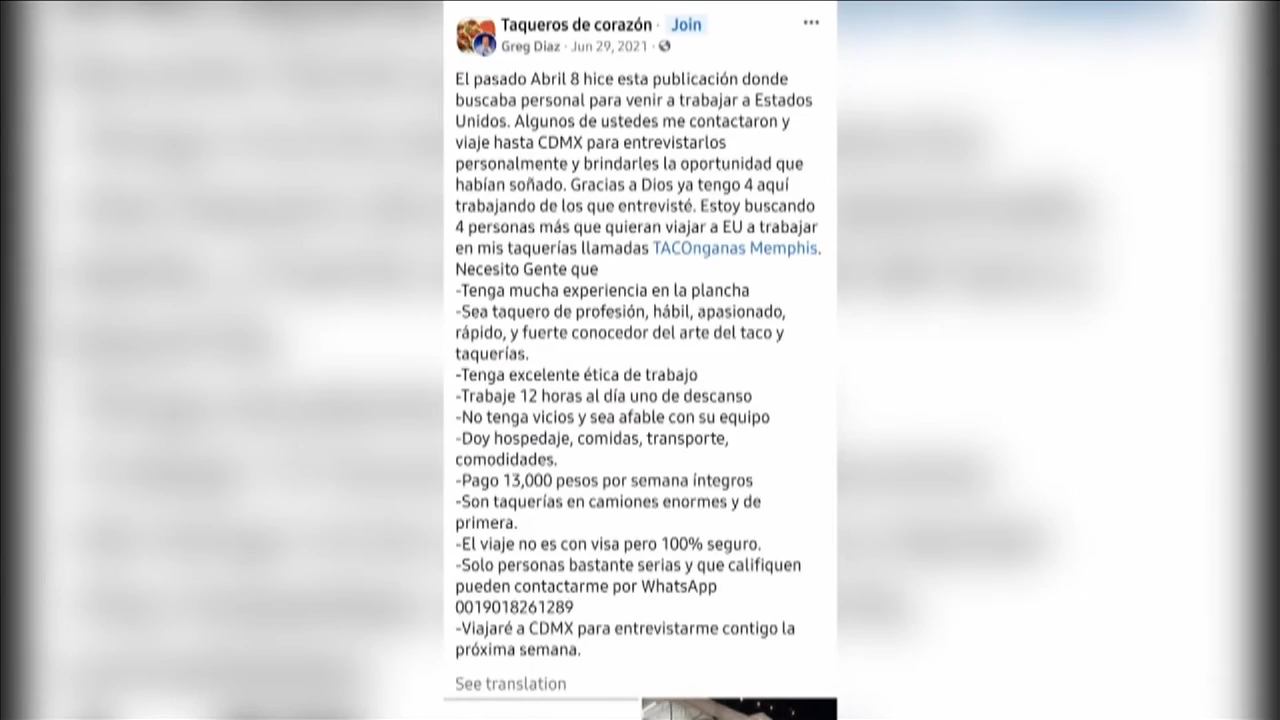 Taqueros de corazón · Join
Greg Diaz · Jun 29, 2021 ·
El pasado Abril 8 hice esta publicación donde
buscaba personal para venir a trabajar a Estados
Unidos. Algunos de ustedes me contactaron y
viaje hasta CDMX para entrevistarlos
personalmente y brindarles la oportunidad que
habían soñado. Gracias a Dios ya tengo 4 aquí
trabajando de los que entrevisté. Estoy buscando
4 personas más que quieran viajar a EU a trabajar
en mis taquerías llamadas TACOnganas Memphis.
Necesito Gente que
-Tenga mucha experiencia en la plancha
-Sea taquero de profesión, hábil, apasionado,
rápido, y fuerte conocedor del arte del taco y
taquerías.
-Tenga excelente ética de trabajo
-Trabaje 12 horas al día uno de descanso
-No tenga vicios y sea afable con su equipo
-Doy hospedaje, comidas, transporte,
comodidades.
-Pago 13,000 pesos por semana íntegros
-Son taquerías en camiones enormes y de
primera.
-El viaje no es con visa pero 100% seguro.
-Solo personas bastante serias y que califiquen
pueden contactarme por WhatsApp
0019018261289
-Viajaré a CDMX para entrevistarme contigo la
próxima semana.
See translation